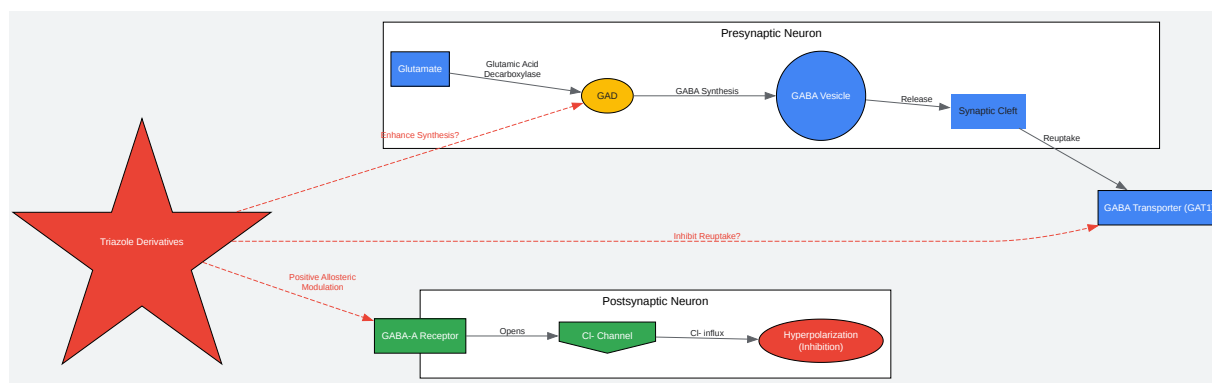 Presynaptic Neuron
Glutamate
Glutamic Acid
Decarboxylase
GAD
GABA Synthesis
GABA Vesicle
Release
Synaptic Cleft
Reuptake
Enhance Synthesis?
GABA Transporter (GAT1)
Triazole Derivatives
Inhibit Reuptake?
Positive Allosteric
Modulation
Postsynaptic Neuron
GABA-A Receptor
Opens
Cl- Channel
Cl- influx
Hyperpolarization
(Inhibition)